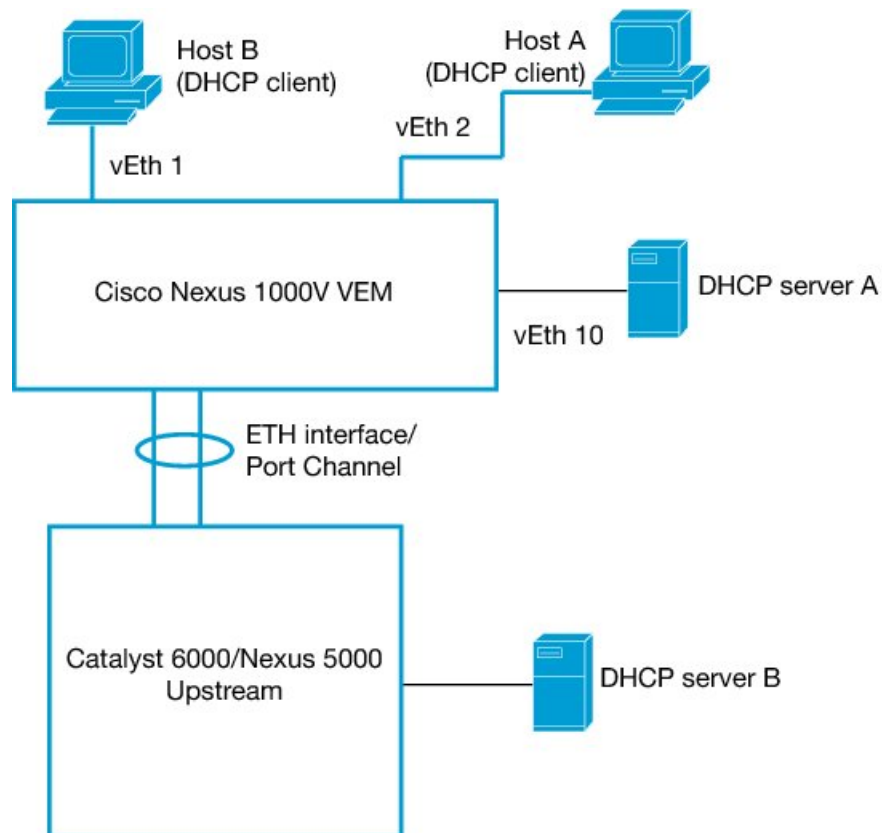 Host B
(DHCP client)
Host A
(DHCP client)
vEth 2
vEth 1
Cisco Nexus 1000V VEM
DHCP server A
vEth 10
ETH interface/
Port Channel
Catalyst 6000/Nexus 5000
Upstream
DHCP server B